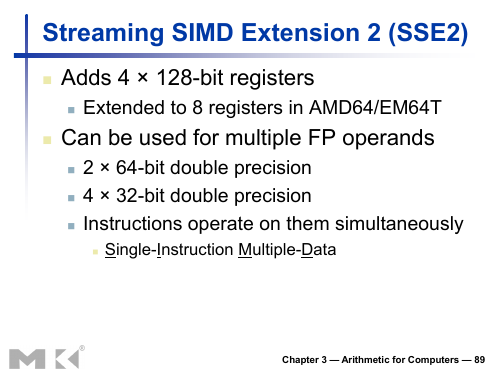 Streaming SIMD Extension 2 (SSE2)
Adds 4 × 128-bit registers
Extended to 8 registers in AMD64/EM64T
Can be used for multiple FP operands
2 × 64-bit double precision
4 × 32-bit double precision
Instructions operate on them simultaneously
Single-Instruction Multiple-Data
MK®
Chapter 3 — Arithmetic for Computers — 89